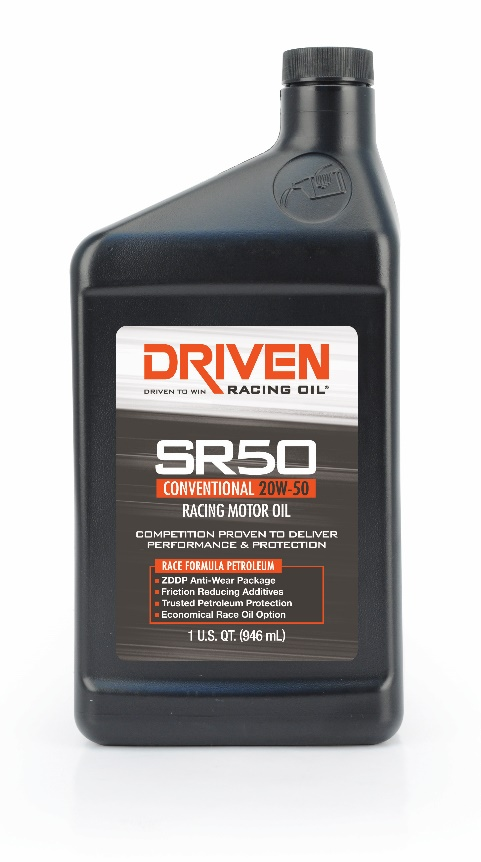 DRIVEN
DRIVEN TO WIN RACING OIL®
SR50
CONVENTIONAL 20W-50
RACING MOTOR OIL
COMPETITION PROVEN TO DELIVER
PERFORMANCE & PROTECTION
RACE FORMULA PETROLEUM
▪ ZDDP Anti-Wear Package
▪ Friction Reducing Additives
▪ Trusted Petroleum Protection
▪ Economical Race Oil Option
1 U.S. QT. (946 mL)